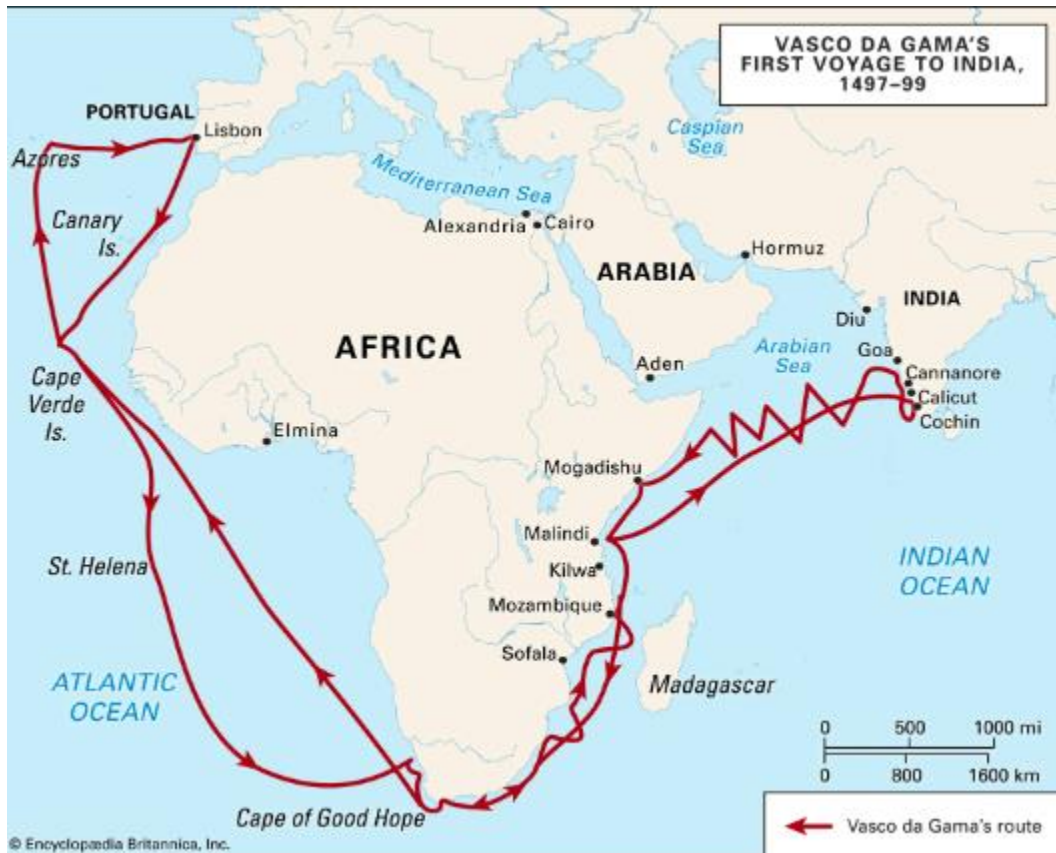 VASCO DA GAMA'S
FIRST VOYAGE TO INDIA,
1497–99
PORTUGAL
Lisbon
Azores
Caspian
Sea
Mediterranean Sea
Canary
Is.
Alexandria
Cairo
Hormuz
ARABIA
INDIA
Diu
AFRICA
Arabian
Sea
Goa
Aden
Cannanore
Calicut
Cochin
Cape
Verde
Is.
Elmina
Mogadishu
Malindi
St. Helena
Kilwa
INDIAN
OCEAN
Mozambique
Sofala
Madagascar
ATLANTIC
OCEAN
0 500 1000 mi
0 800 1600 km
Cape of Good Hope
Vasco da Gama's route
© Encyclopædia Britannica, Inc.